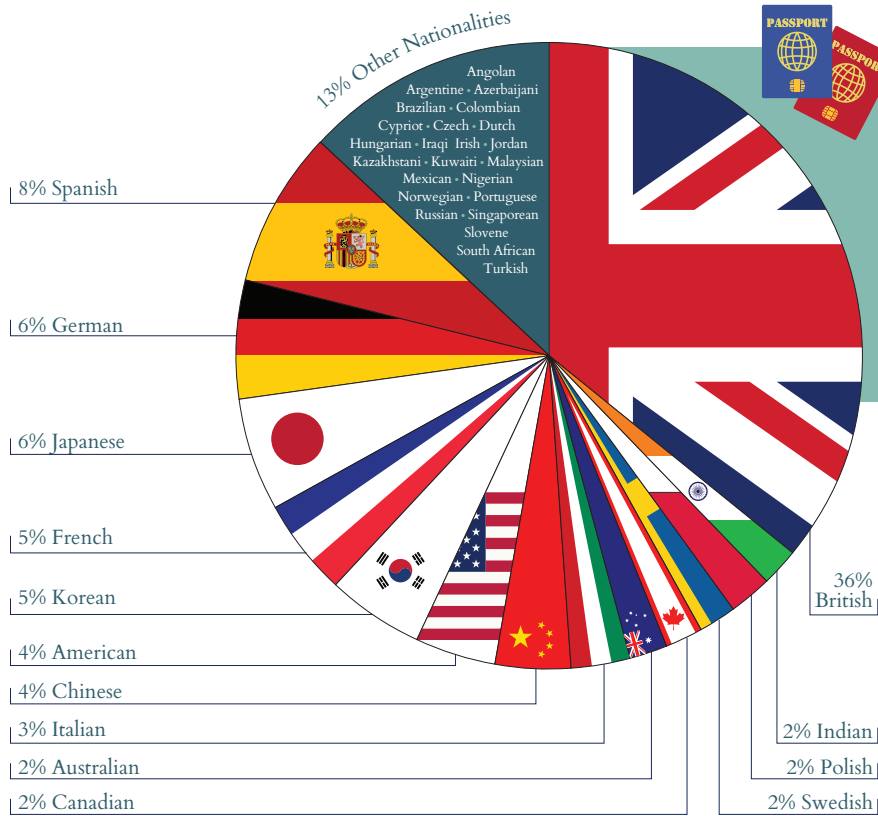 PASSPORT
PASSPOR
13% Other Nationalities
Angolan
Argentine • Azerbaijani
Brazilian • Colombian
Cypriot • Czech • Dutch
Hungarian • Iraqi Irish • Jordan
Kazakhstani • Kuwaiti • Malaysian
Mexican • Nigerian
Norwegian • Portuguese
Russian • Singaporean
Slovene
South African
Turkish
8% Spanish
6% German
6% Japanese
5% French
5% Korean
4% American
4% Chinese
3% Italian
2% Australian
2% Canadian
36%
British
2% Indian
2% Polish
2% Swedish